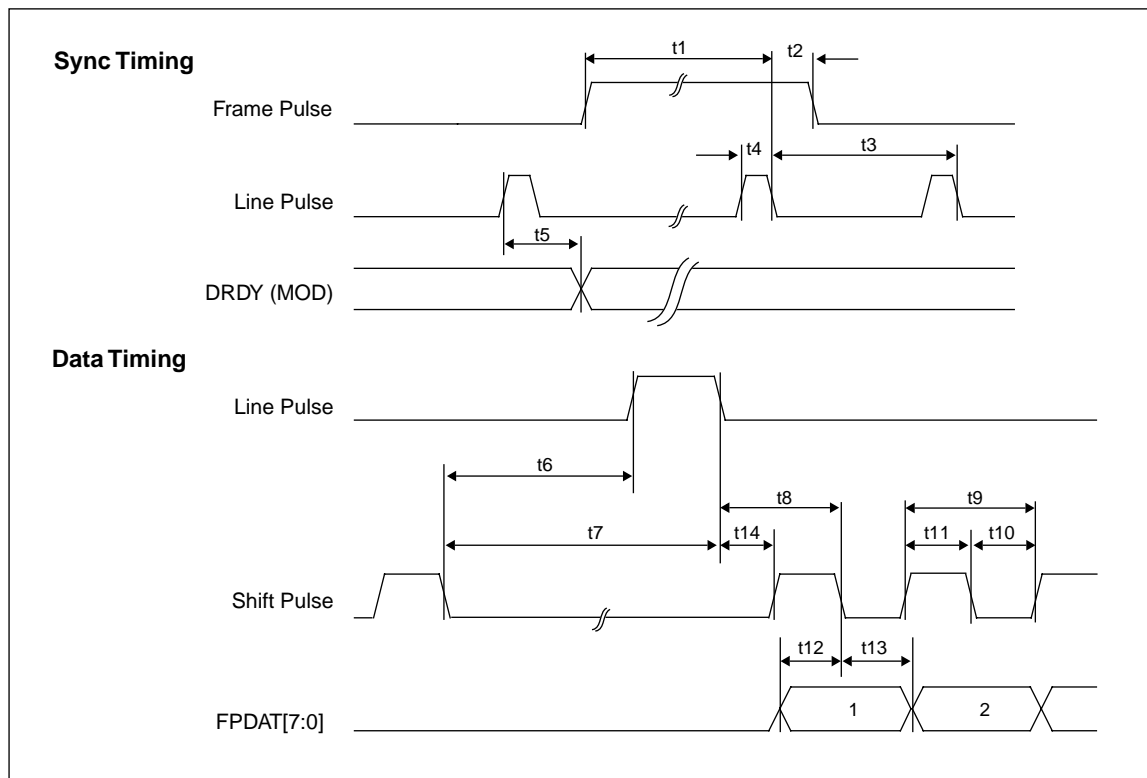 Sync Timing
t1
t2
Frame Pulse
t4
t3
Line Pulse
t5
DRDY (MOD)
Data Timing
Line Pulse
t6
t8
t9
t7
t14
t11
t10
Shift Pulse
t12
t13
FPDAT[7:0]
1
2